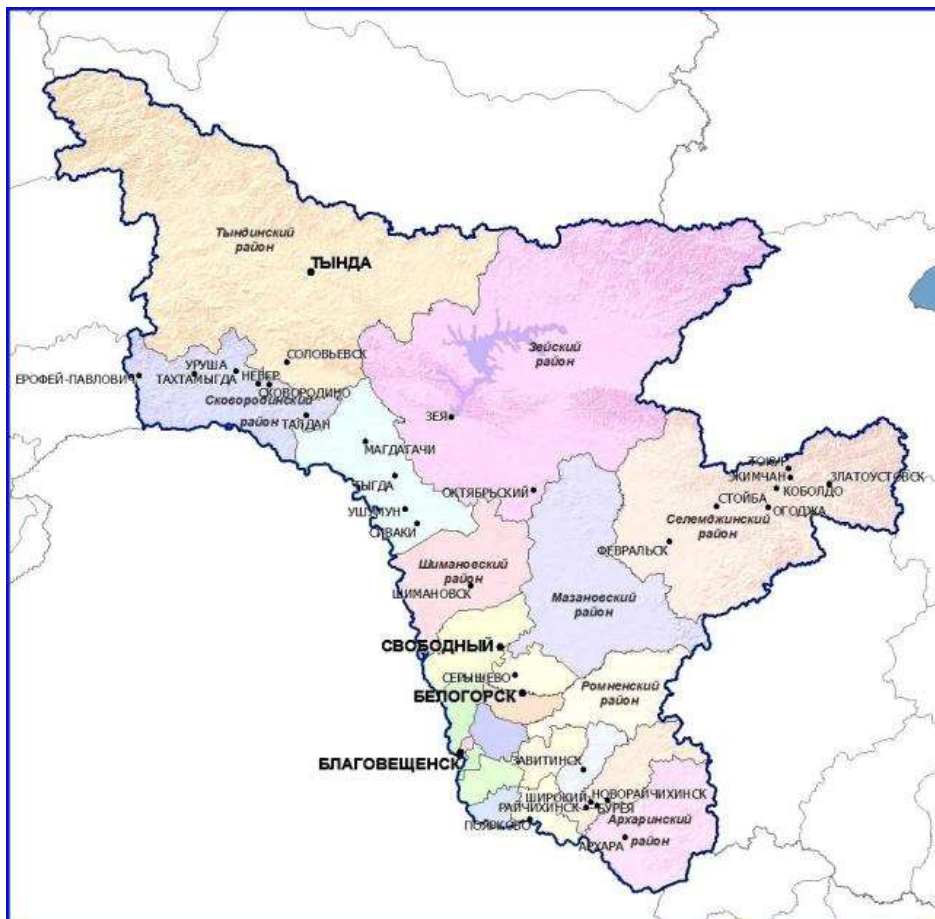 Тындинский
район
ТЫНДА
Зейский
район
СОЛОВЬЕВСК
УРУША
ЕРОФЕЙ-ПАВЛОВИЧ
ТАХТАМЫГДА
НЕВЕР
СКОВОРОДИНО
Сковородинский
район
ТАЛДАН
ЗЕЯ
МАГДАГАЧИ
ТЫГДА
ОКТЯБРЬСКИЙ
УШУМУН
СИВАКИ
ТОКУР
ЭКИМЧАН
ЗЛАТОУСТОВСК
КОБОЛДО
СТОЙБА
ОГОДЖА
Селемджинский
район
ФЕВРАЛЬСК
Шимановский
район
ШИМАНОВСК
Мазановский
район
СВОБОДНЫЙ
СЕРЫШЕВО
БЕЛОГОРСК
Ромненский
район
БЛАГОВЕЩЕНСК
ЗАВИТИНСК
ШИРОКИЙ
НОВОРАЙЧИХИНСК
РАЙЧИХИНСК
БУРЕЯ
ПОЯРКОВО
Архаринский
район
АРХАРА